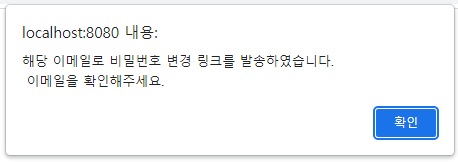 localhost:8080 내용:
해당 이메일로 비밀번호 변경 링크를 발송하였습니다.
이메일을 확인해주세요.
확인